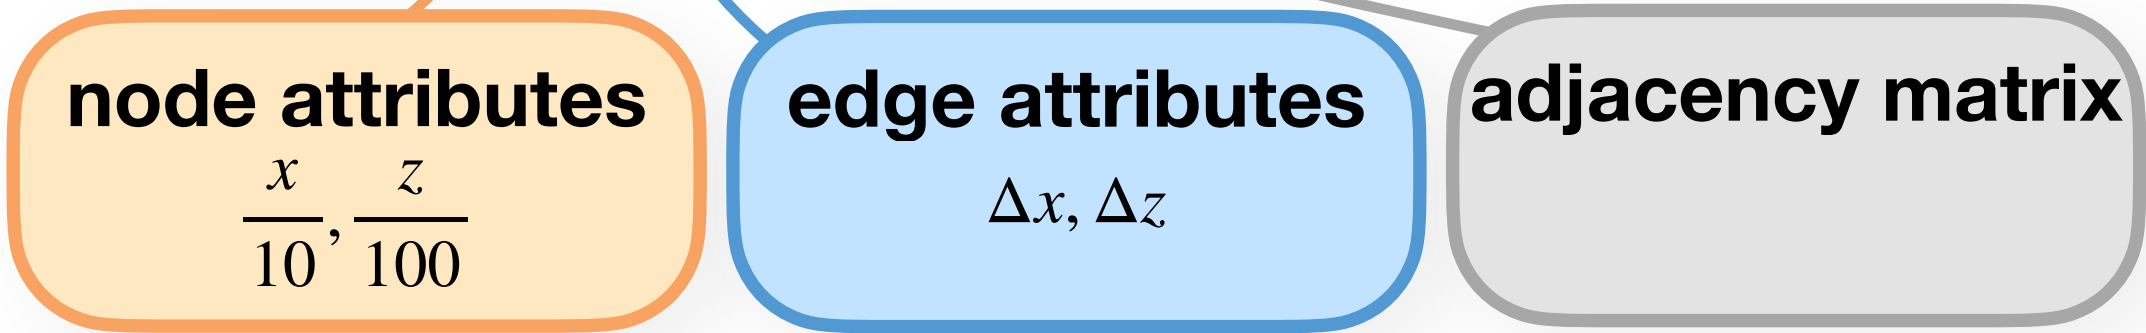 node attributes
x/10, z/100
edge attributes
Δx, Δz
adjacency matrix